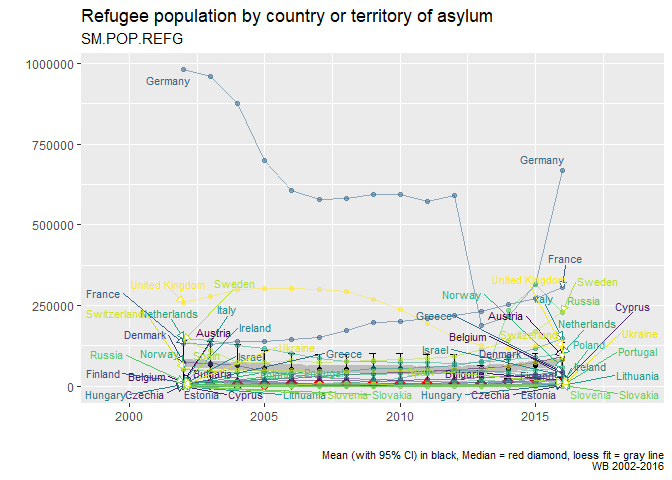 Refugee population by country or territory of asylum
SM.POP.REFG
1000000
Germany
750000
Germany
500000
France
250000
United Kingdom
Sweden
United Kingdom
Sweden
France
Norway
Italy
Russia
Switzerland
Netherlands
Italy
Greece
Austria
Cyprus
Netherlands
Denmark
Austria
Ireland
Belgium
Ukraine
Russia
Norway
Israel
Ukraine
Greece
Israel
Denmark
Poland
Portugal
Finland
Belgium
Bulgaria
Ireland
Lithuania
0
Hungary
Czechia
Estonia
Cyprus
Lithuania
Slovenia
Slovakia
Hungary
Czechia
Estonia
Slovenia
Slovakia
2000
2005
2010
2015
Mean (with 95% CI) in black, Median = red diamond, loess fit = gray line
WB 2002-2016